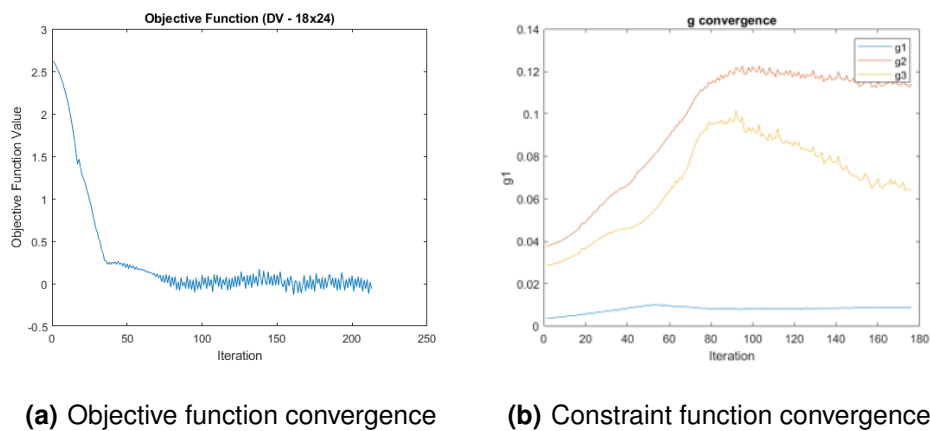 Objective Function (DV - 18x24)
3
2.5
2
1.5
1
0.5
0
-0.5
0 50 100 150 200 250
Objective Function Value
Iteration
g convergence
0.14
0.12
0.1
0.08
0.06
0.04
0.02
0
0 20 40 60 80 100 120 140 160 180
g1
Iteration
g1
g2
g3
(a) Objective function convergence
(b) Constraint function convergence